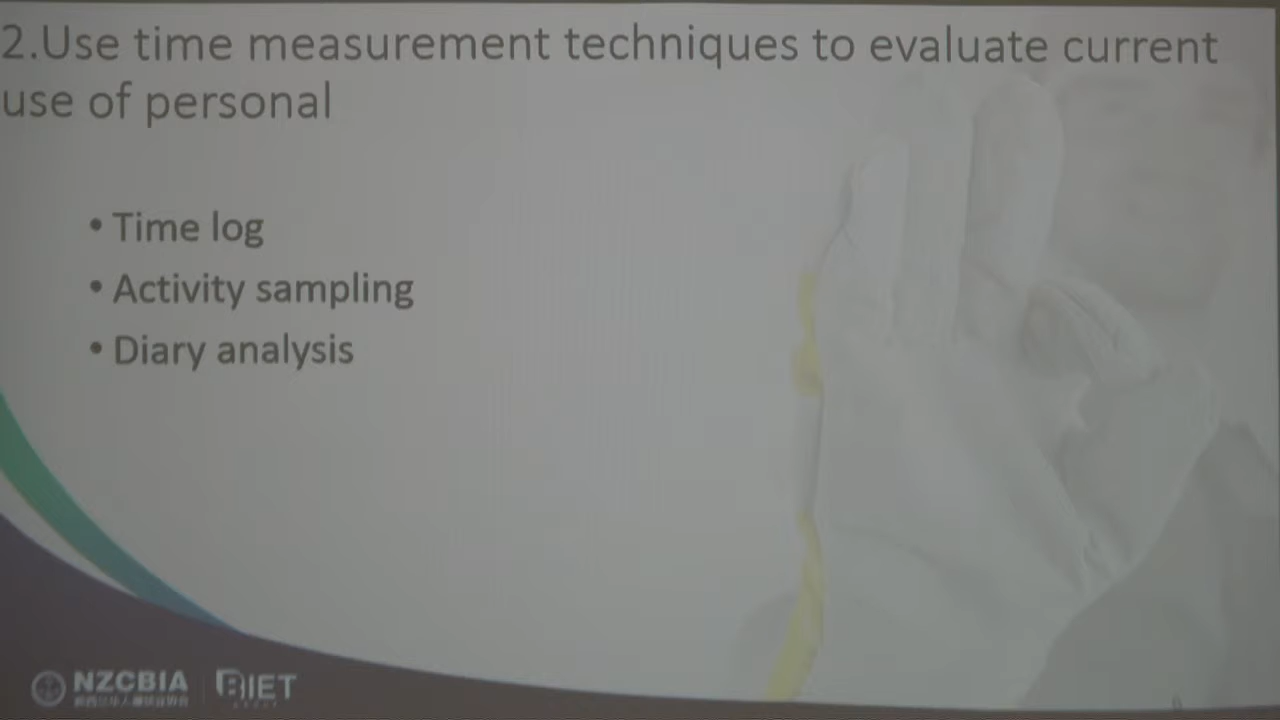 2.Use time measurement techniques to evaluate current
use of personal
• Time log
• Activity sampling
• Diary analysis
NZCBIA
BIET